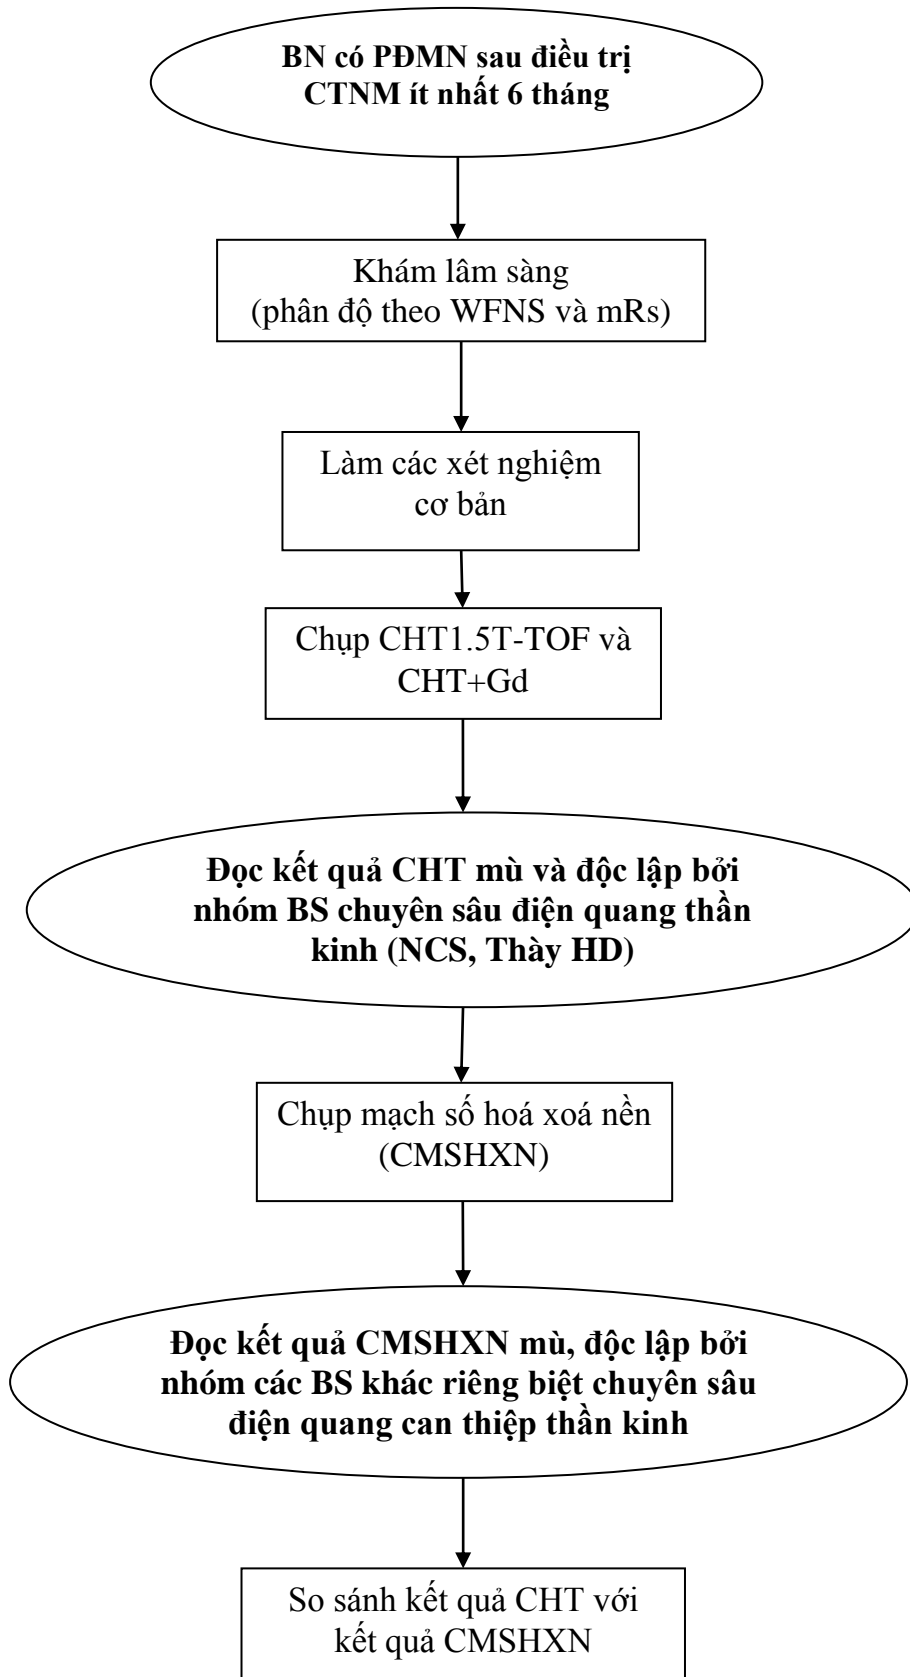 BN có PĐMN sau điều trị
CTNM ít nhất 6 tháng
Khám lâm sàng
(phân độ theo WFNS và mRs)
Làm các xét nghiệm
cơ bản
Chụp CHT1.5T-TOF và
CHT+Gd
Đọc kết quả CHT mù và độc lập bởi
nhóm BS chuyên sâu điện quang thần
kinh (NCS, Thày HD)
Chụp mạch số hoá xoá nền
(CMSHXN)
Đọc kết quả CMSHXN mù, độc lập bởi
nhóm các BS khác riêng biệt chuyên sâu
điện quang can thiệp thần kinh
So sánh kết quả CHT với
kết quả CMSHXN